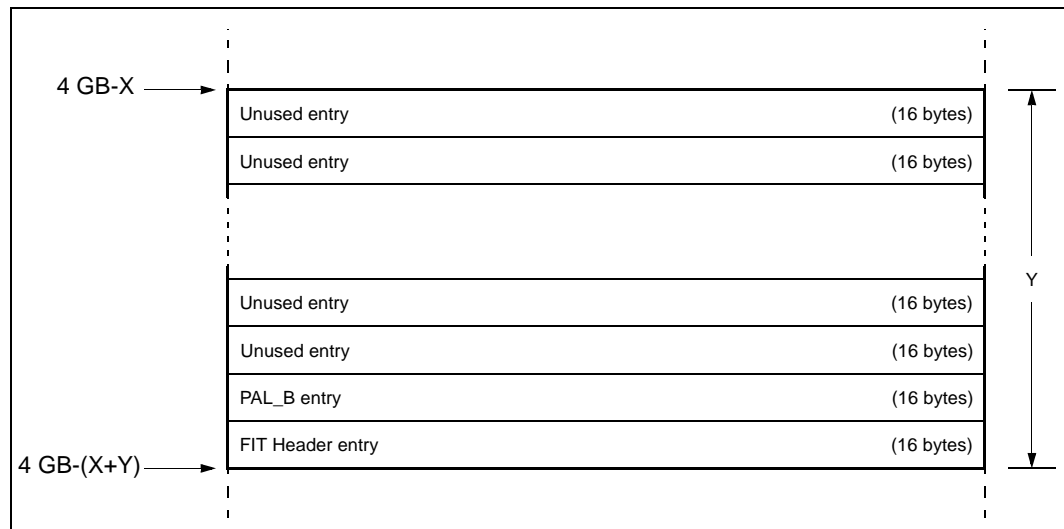 4 GB-X
Unused entry (16 bytes)
Unused entry (16 bytes)
Y
Unused entry (16 bytes)
Unused entry (16 bytes)
PAL_B entry (16 bytes)
FIT Header entry (16 bytes)
4 GB-(X+Y)